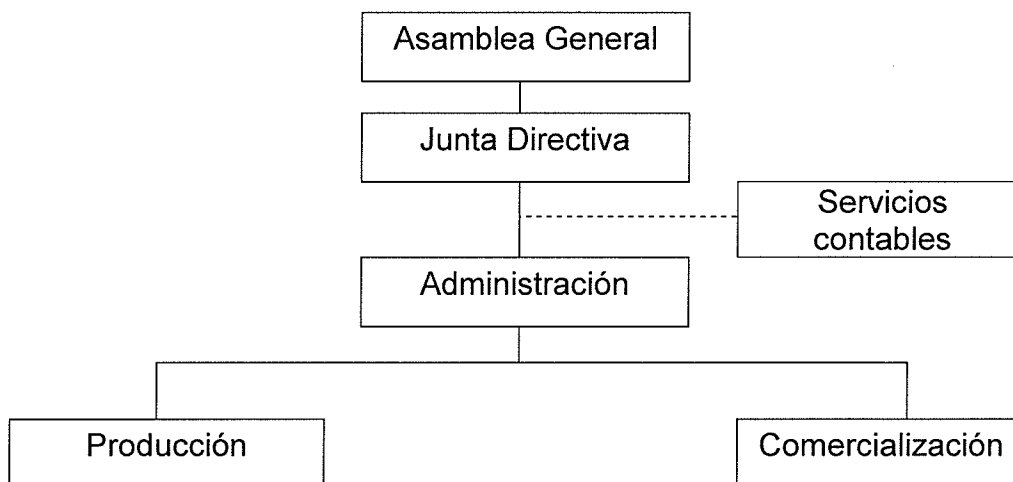 Asamblea General
Junta Directiva
Servicios
contables
Administración
Producción
Comercialización